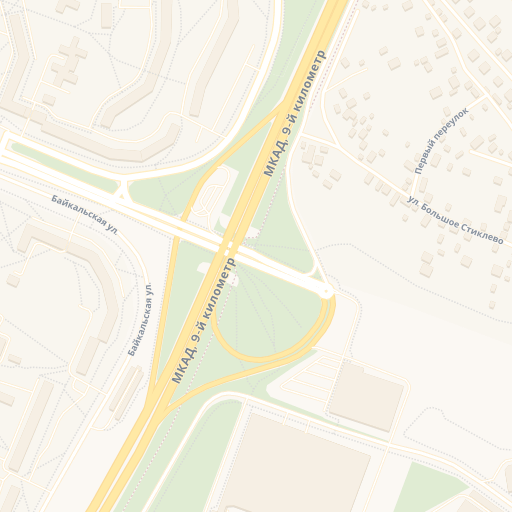 МКАД, 9-й километр
Первый переулок
ул. Большое Стиклево
Байкальская ул.
МКАД, 9-й километр
Байкальская ул.